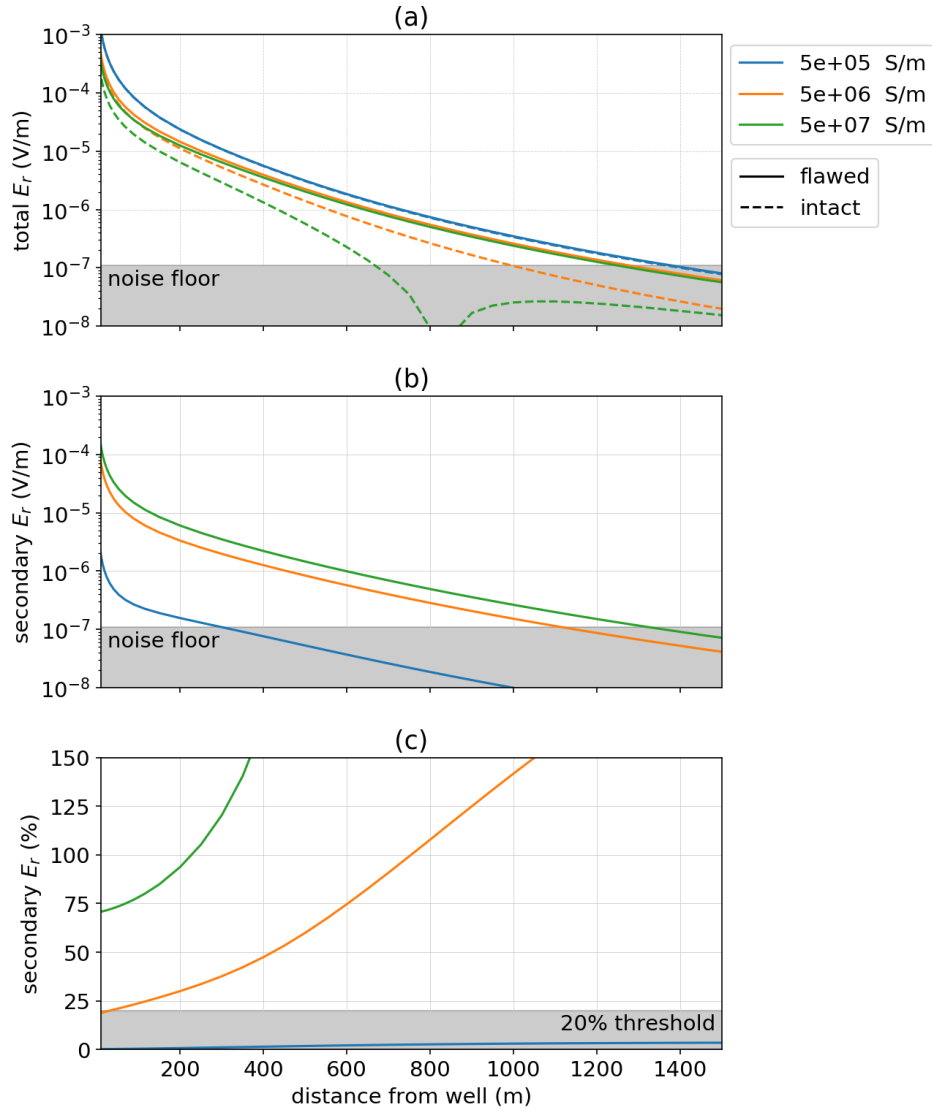 (a)
10⁻³
10⁻⁴
10⁻⁵
10⁻⁶
10⁻⁷
10⁻⁸
total Eᵣ (V/m)
noise floor
5e+05 S/m
5e+06 S/m
5e+07 S/m
flawed
intact
(b)
10⁻³
10⁻⁴
10⁻⁵
10⁻⁶
10⁻⁷
10⁻⁸
secondary Eᵣ (V/m)
noise floor
(c)
150
125
100
75
50
25
0
secondary Eᵣ (%)
20% threshold
200 400 600 800 1000 1200 1400
distance from well (m)